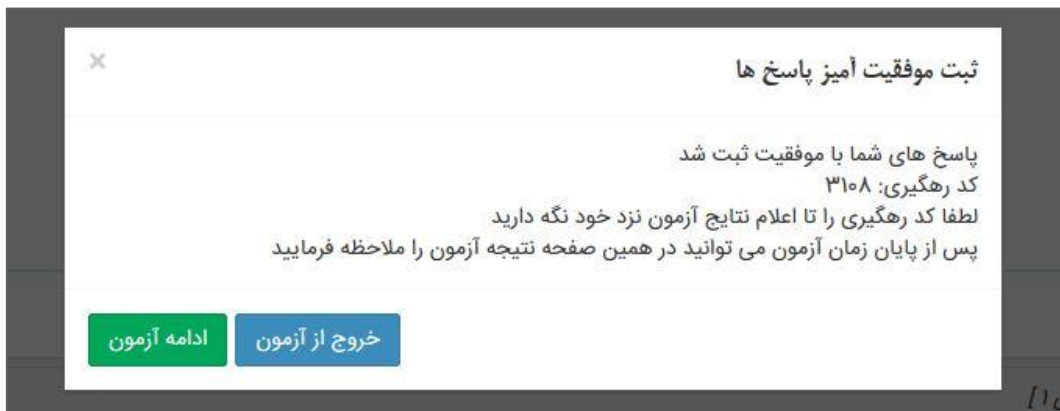 ×
ثبت موفقیت آمیز پاسخ ها
پاسخ های شما با موفقیت ثبت شد
کد رهگیری: ۳۱۰۸
لطفا کد رهگیری را تا اعلام نتایج آزمون نزد خود نگه دارید
پس از پایان زمان آزمون می توانید در همین صفحه نتیجه آزمون را ملاحظه فرمایید
خروج از آزمون
ادامه آزمون